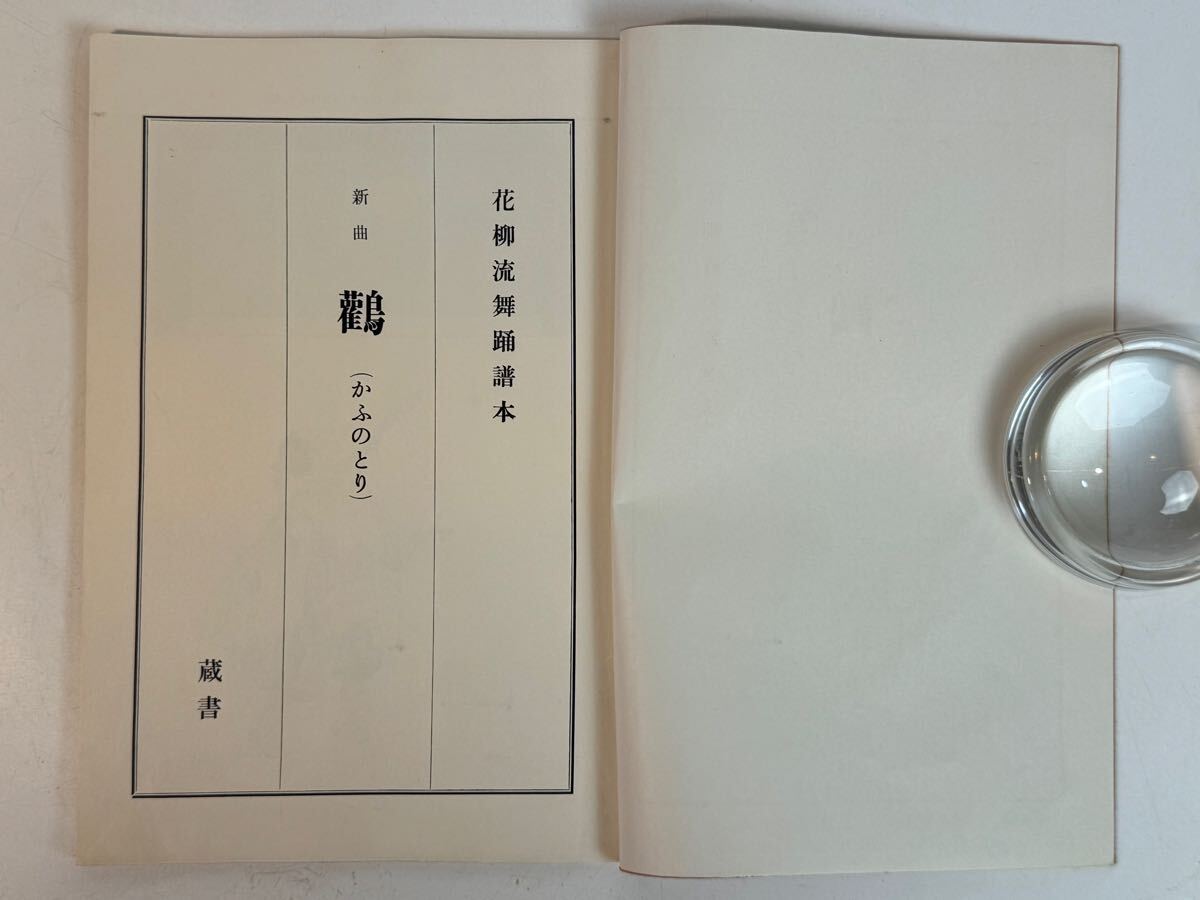 花柳流舞踊譜本
新曲 鸛 (かふのとり)
蔵書